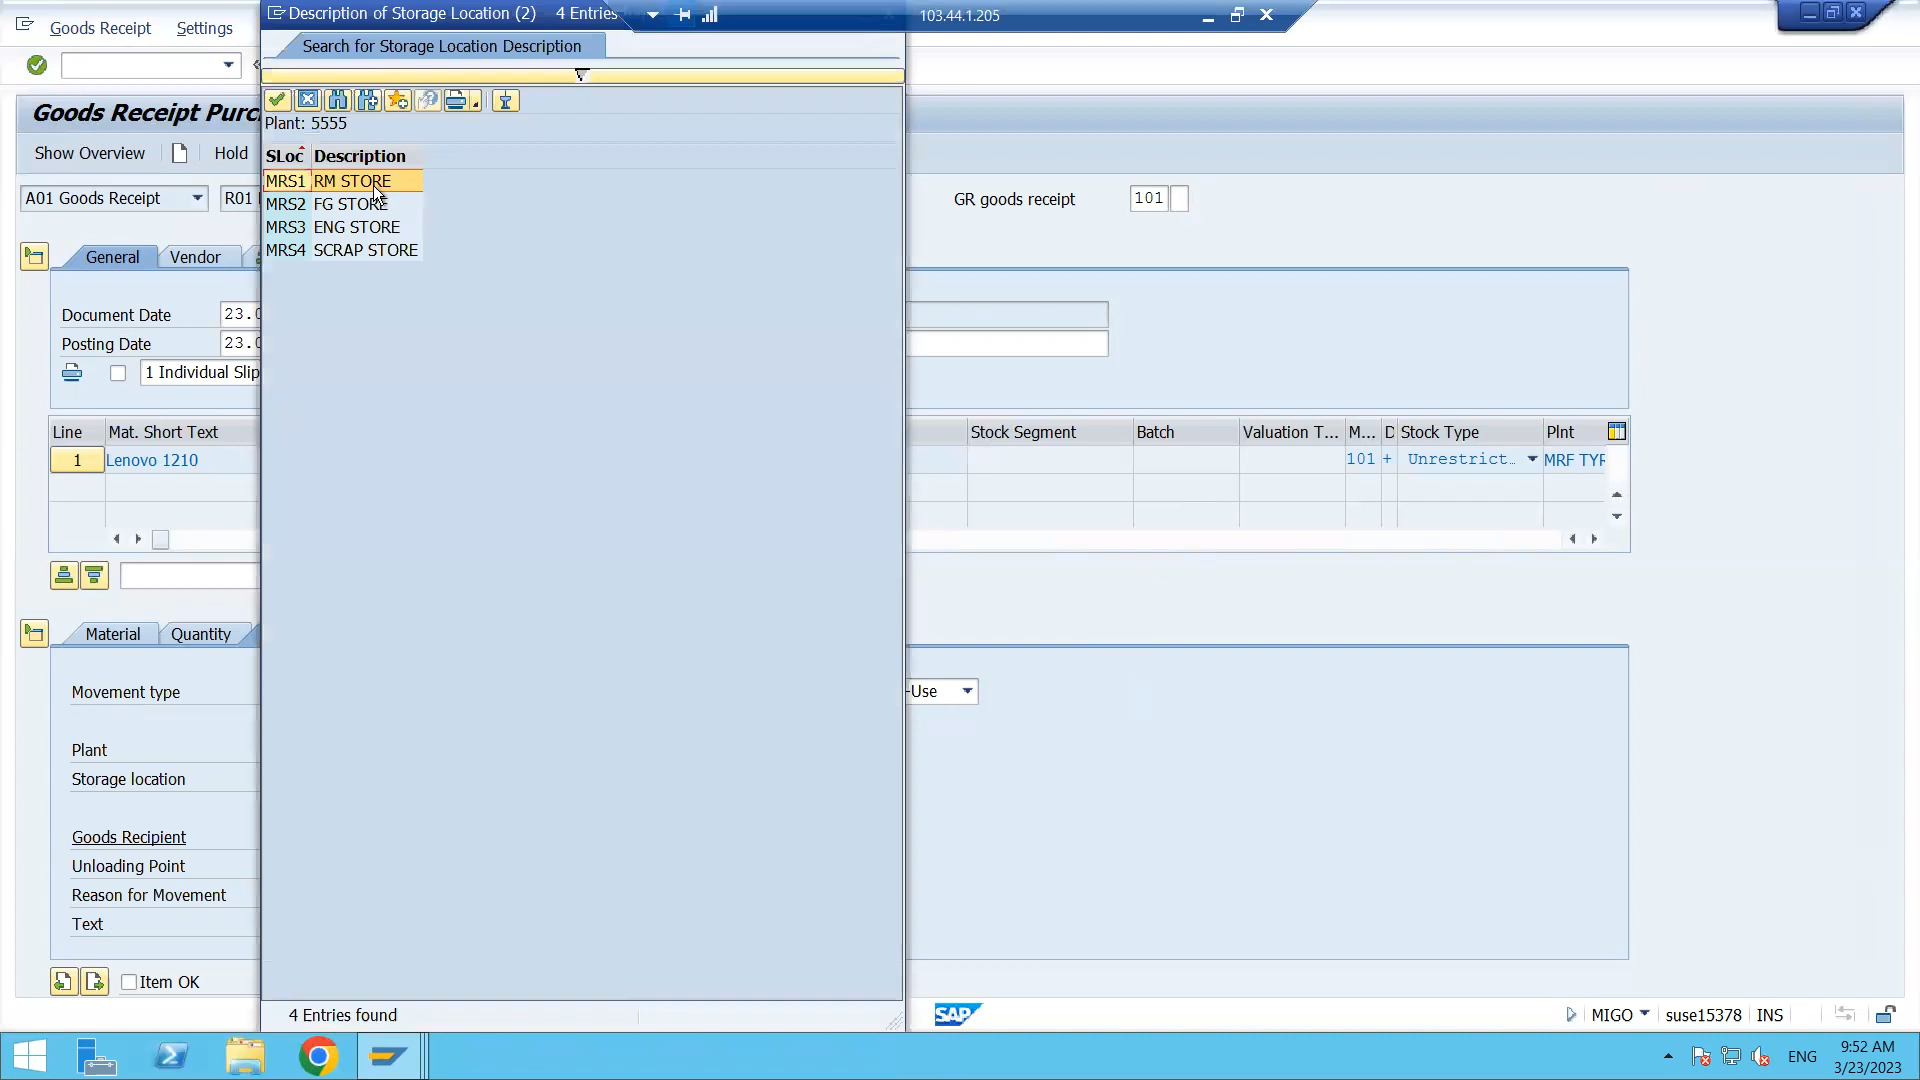 Description of Storage Location (2) 4 Entries
103.44.1.205
Goods Receipt Settings
Search for Storage Location Description
Goods Receipt Purc
Plant: 5555
Show Overview Hold
SLoc Description
MRS1 RM STORE
MRS2 FG STORE
MRS3 ENG STORE
MRS4 SCRAP STORE
A01 Goods Receipt R01
GR goods receipt 101
General Vendor
Document Date 23.0
Posting Date 23.0
1 Individual Slip
Line Mat. Short Text Stock Segment Batch Valuation T... M... D Stock Type Plnt
1 Lenovo 1210 101 + Unrestrict.. MRF TYR
Material Quantity
Movement type -Use
Plant
Storage location
Goods Recipient
Unloading Point
Reason for Movement
Text
Item OK
4 Entries found
SAP
MIGO suse15378 INS
ENG
9:52 AM
3/23/2023